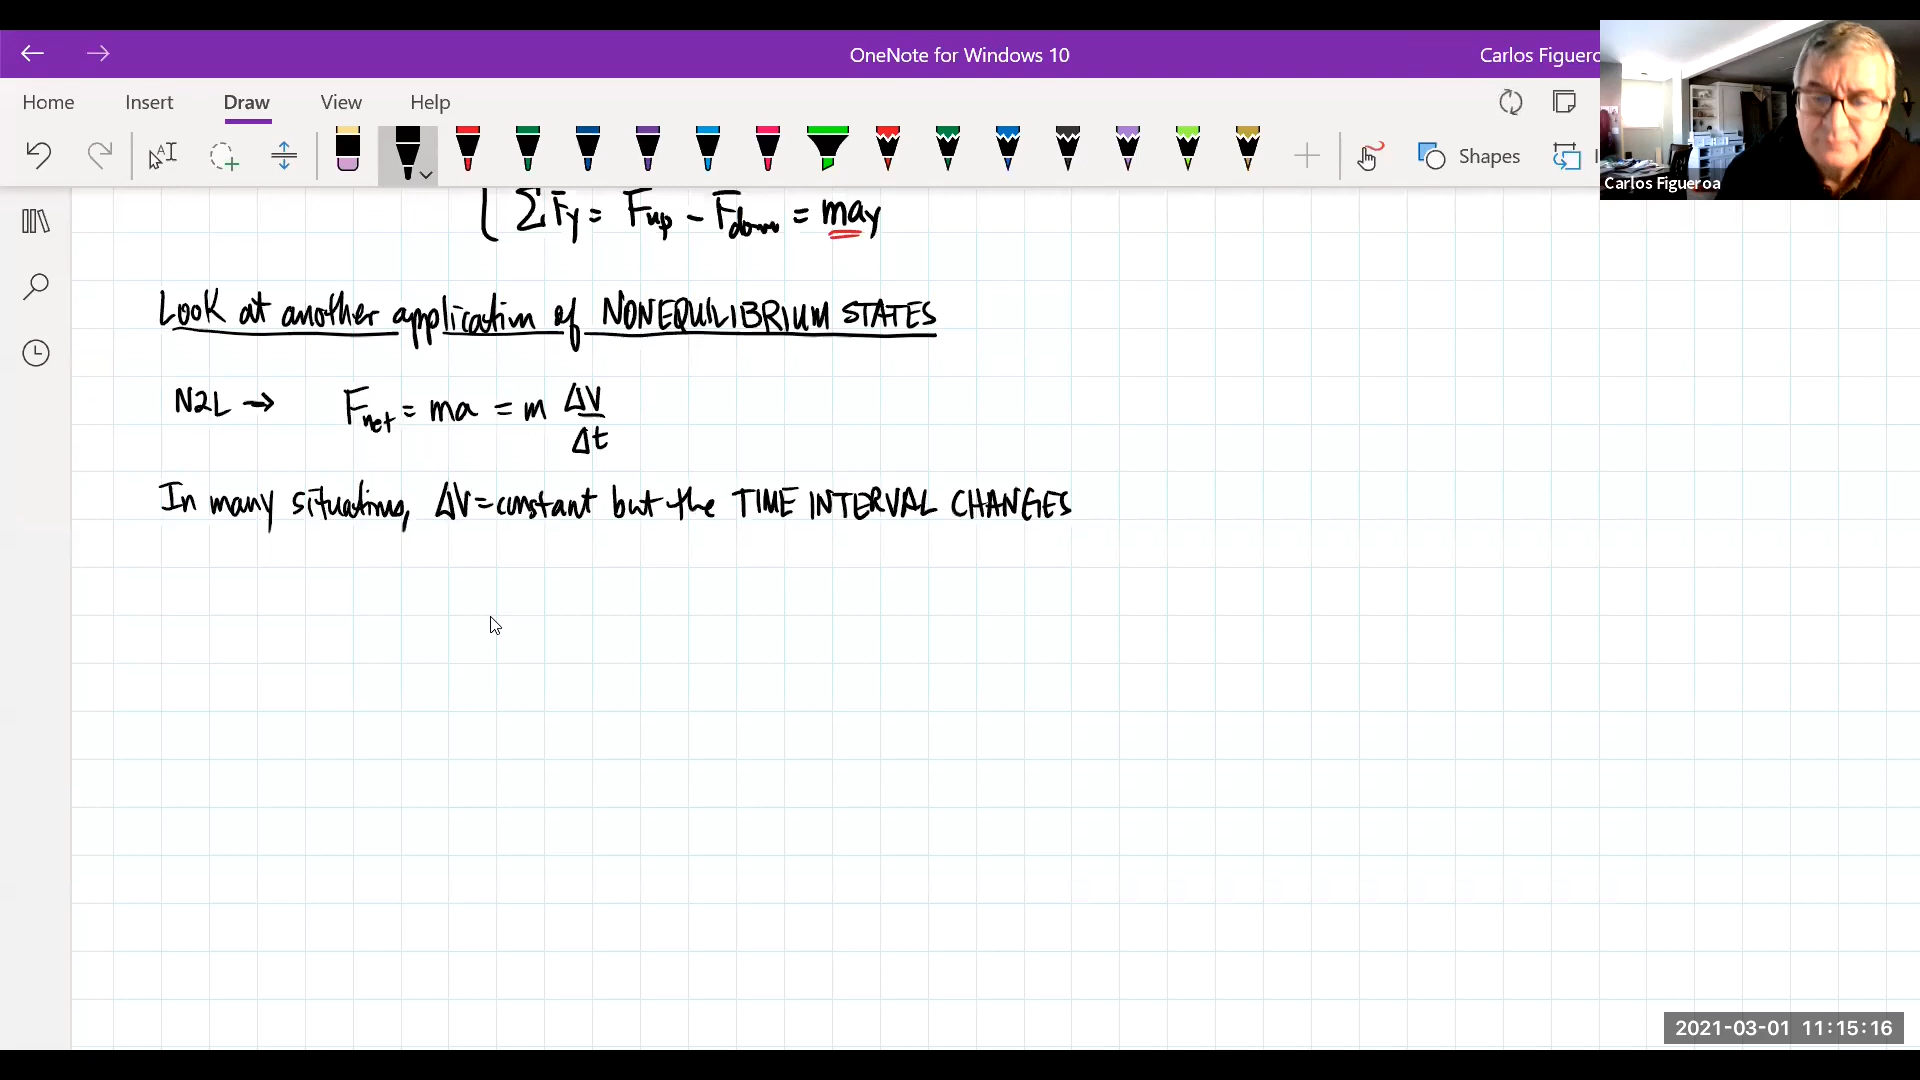 OneNote for Windows 10
Carlos Figuero
Home Insert Draw View Help
Shapes
Carlos Figueroa
ΣFy = Fup - Fdown = may
Look at another application of NONEQUILIBRIUM STATES
N2L → Fnet = ma = m ΔV
Δt
In many situations, ΔV=constant but the TIME INTERVAL CHANGES
2021-03-01 11:15:16